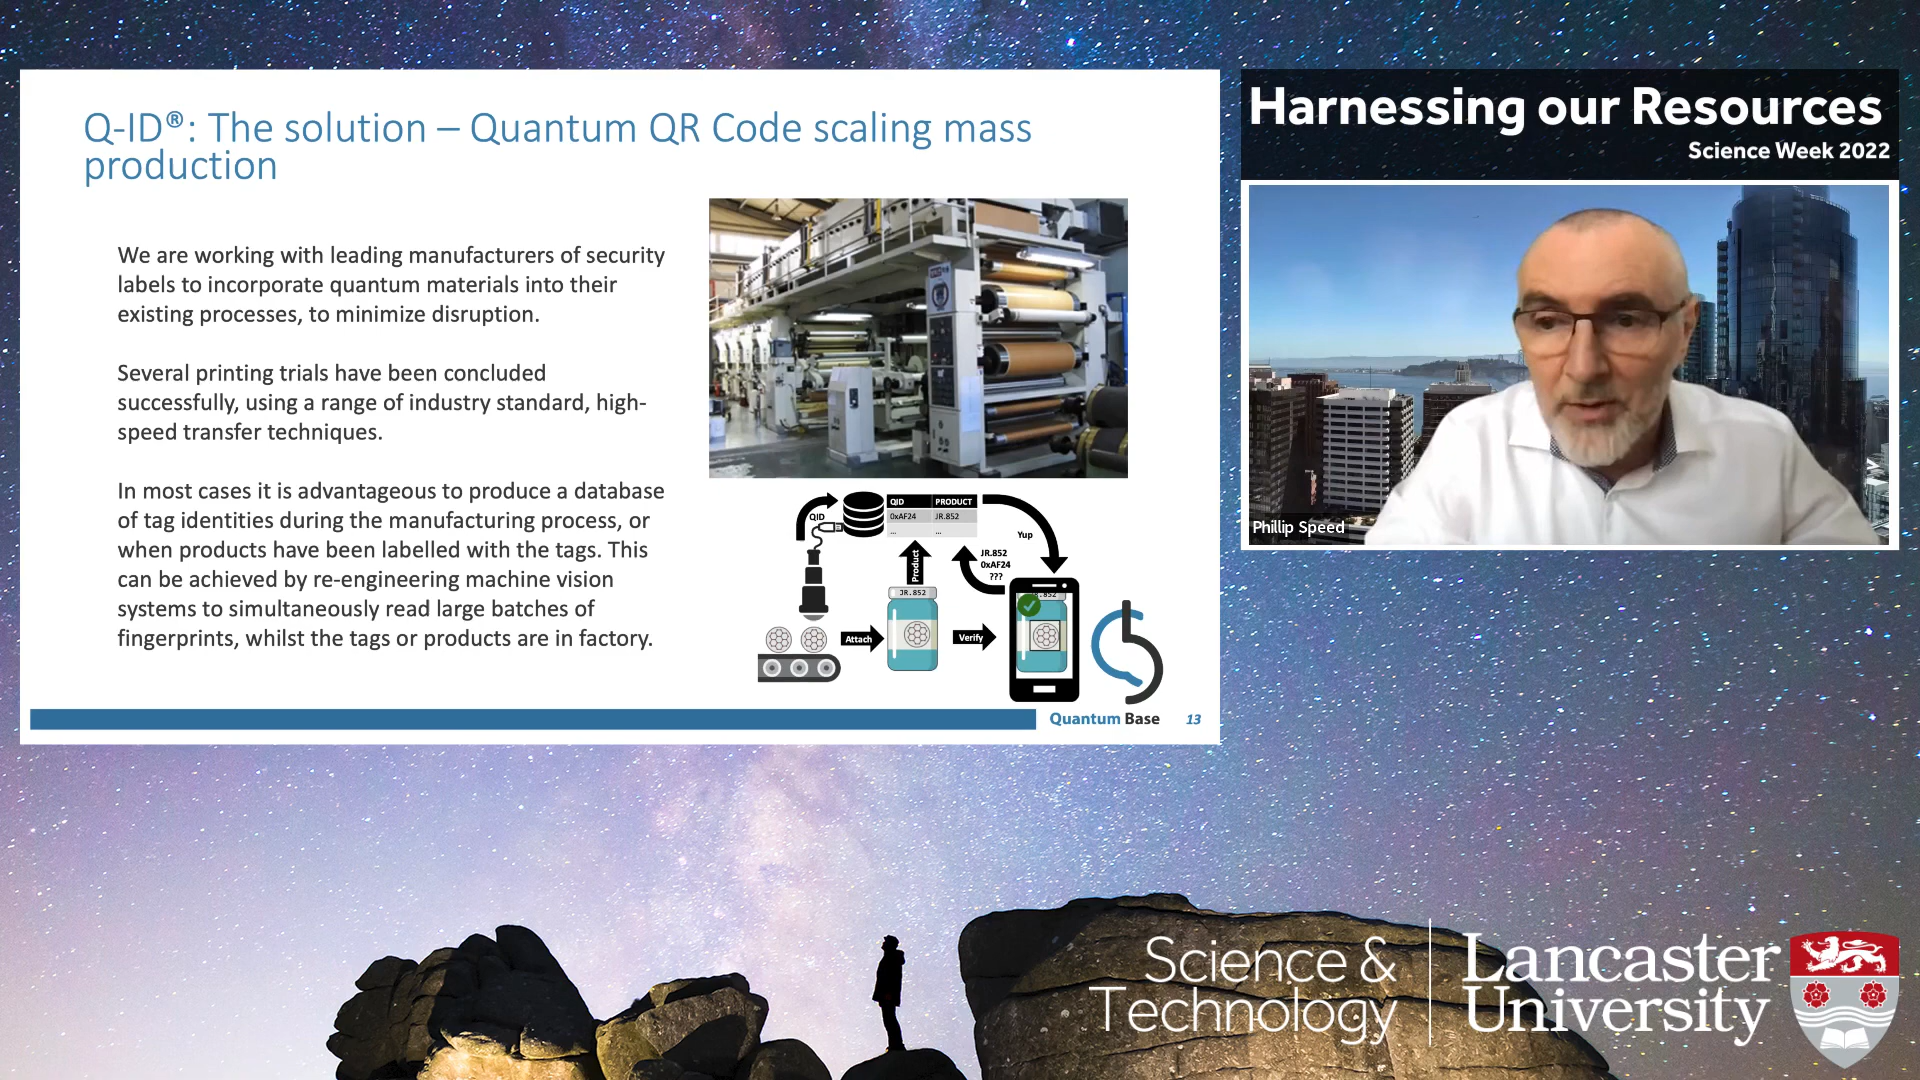 Q-ID®: The solution – Quantum QR Code scaling mass
production
We are working with leading manufacturers of security
labels to incorporate quantum materials into their
existing processes, to minimize disruption.
Several printing trials have been concluded
successfully, using a range of industry standard, high-
speed transfer techniques.
In most cases it is advantageous to produce a database
of tag identities during the manufacturing process, or
when products have been labelled with the tags. This
can be achieved by re-engineering machine vision
systems to simultaneously read large batches of
fingerprints, whilst the tags or products are in factory.
QID
QID PRODUCT
0xAF24 JR.852
... ...
Yup
Product
JR.852
0xAF24
???
JR.852
.852
Attach
Verify
Quantum Base 13
Harnessing our Resources
Science Week 2022
Phillip Speed
Science &
Technology
Lancaster
University